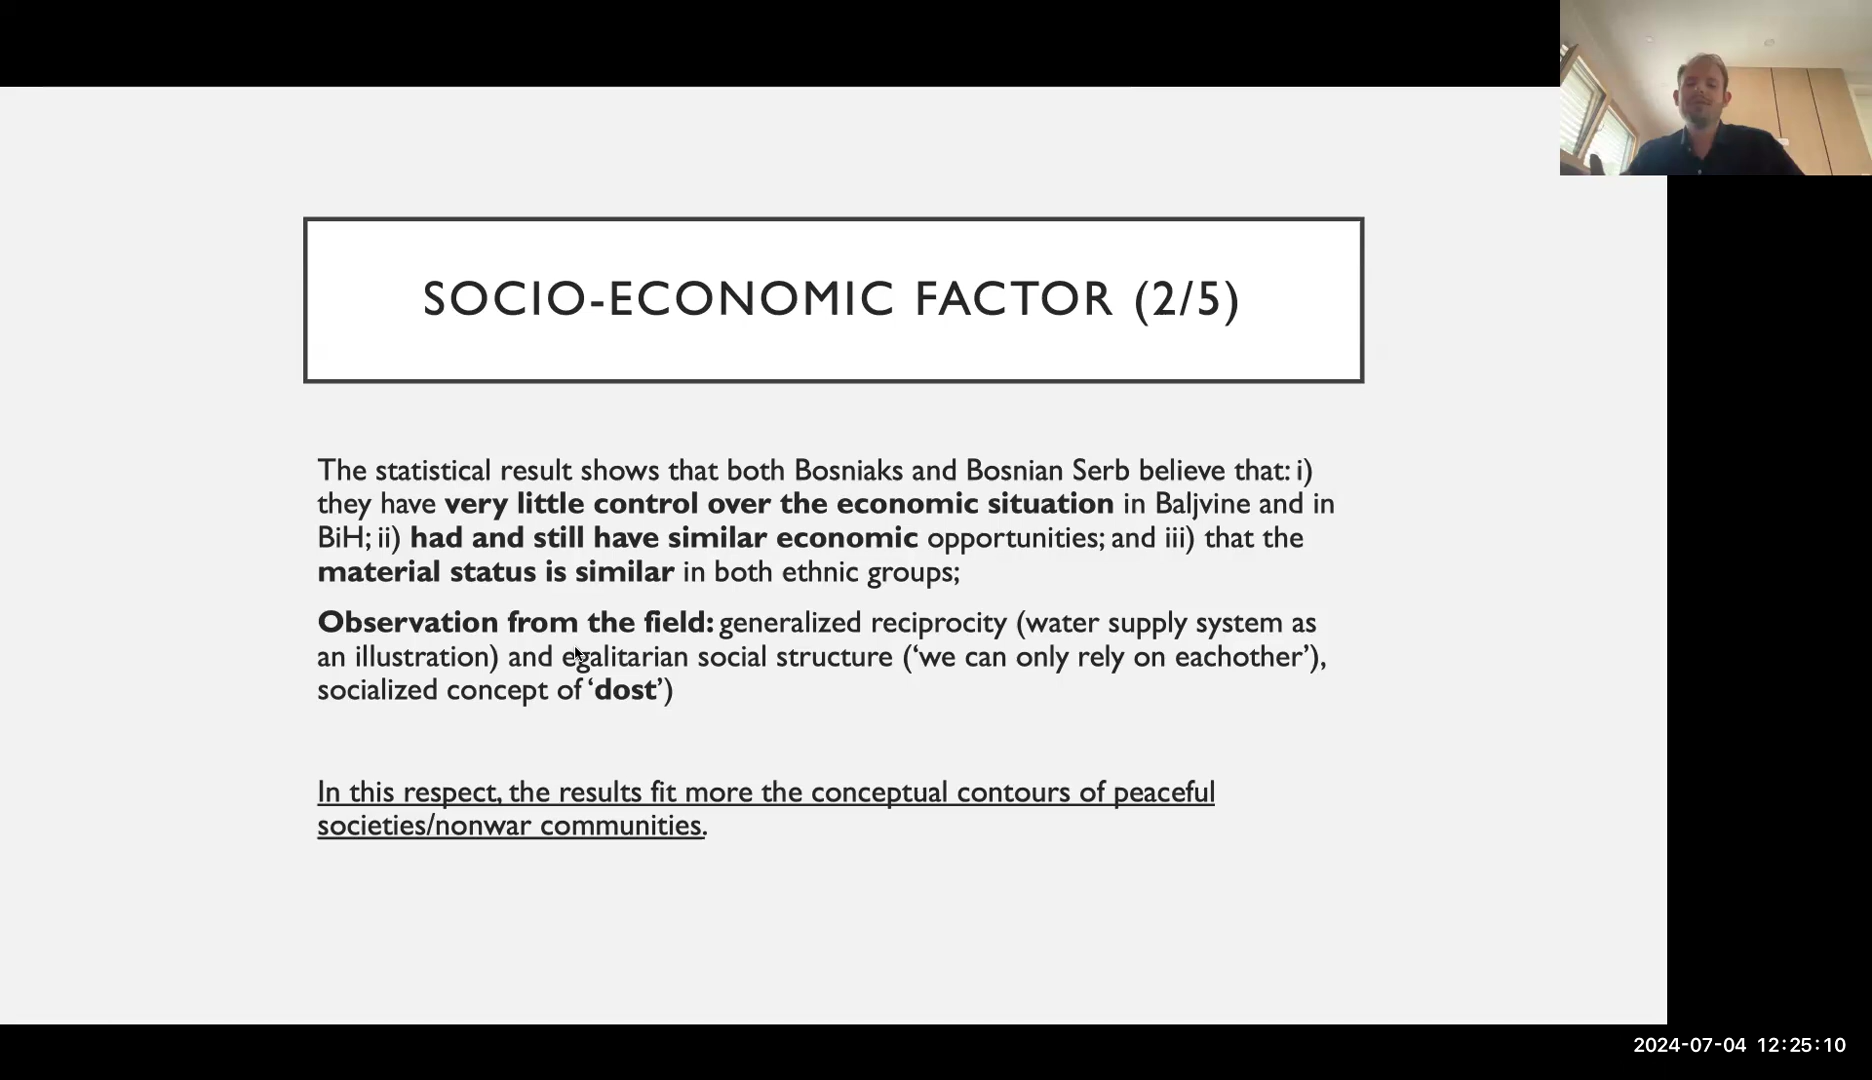 SOCIO-ECONOMIC FACTOR (2/5)
The statistical result shows that both Bosniaks and Bosnian Serb believe that: i)
they have very little control over the economic situation in Baljvine and in
BiH; ii) had and still have similar economic opportunities; and iii) that the
material status is similar in both ethnic groups;
Observation from the field: generalized reciprocity (water supply system as
an illustration) and egalitarian social structure (‘we can only rely on eachother’),
socialized concept of ‘dost’)
In this respect, the results fit more the conceptual contours of peaceful
societies/nonwar communities.
2024-07-04 12:25:10